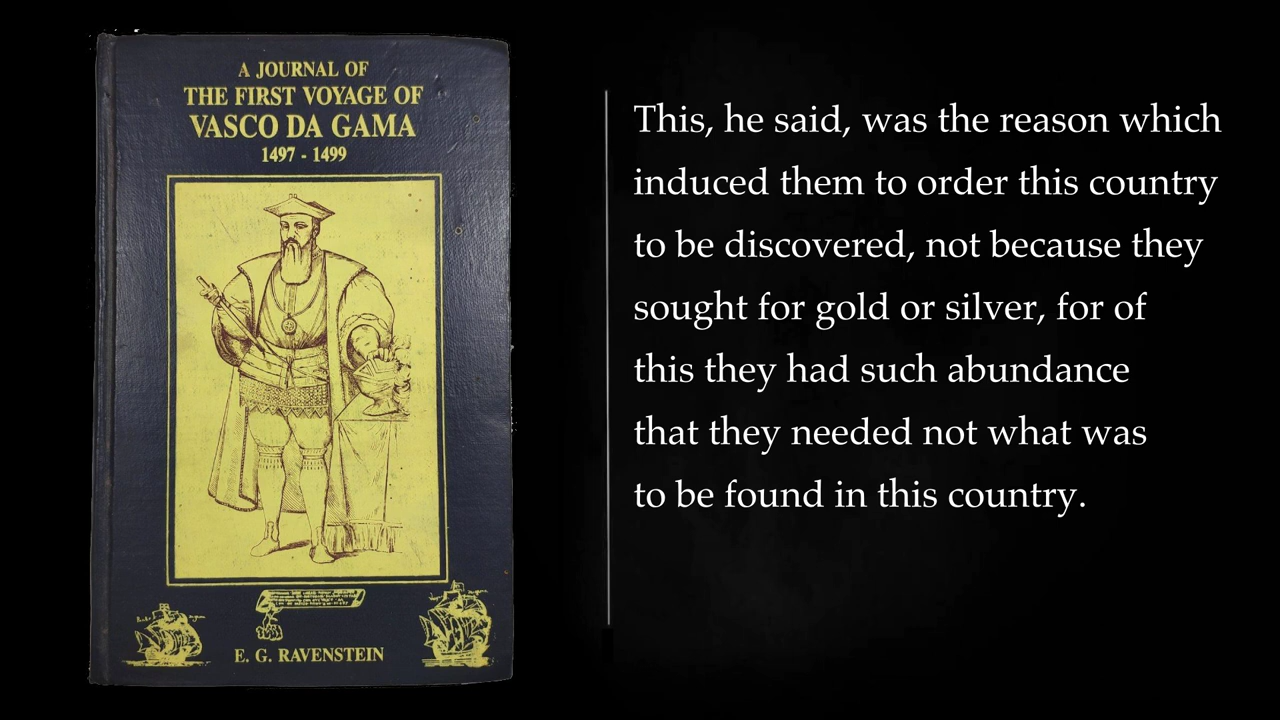 A JOURNAL OF
THE FIRST VOYAGE OF
VASCO DA GAMA
1497 - 1499
E. G. RAVENSTEIN
This, he said, was the reason which
induced them to order this country
to be discovered, not because they
sought for gold or silver, for of
this they had such abundance
that they needed not what was
to be found in this country.